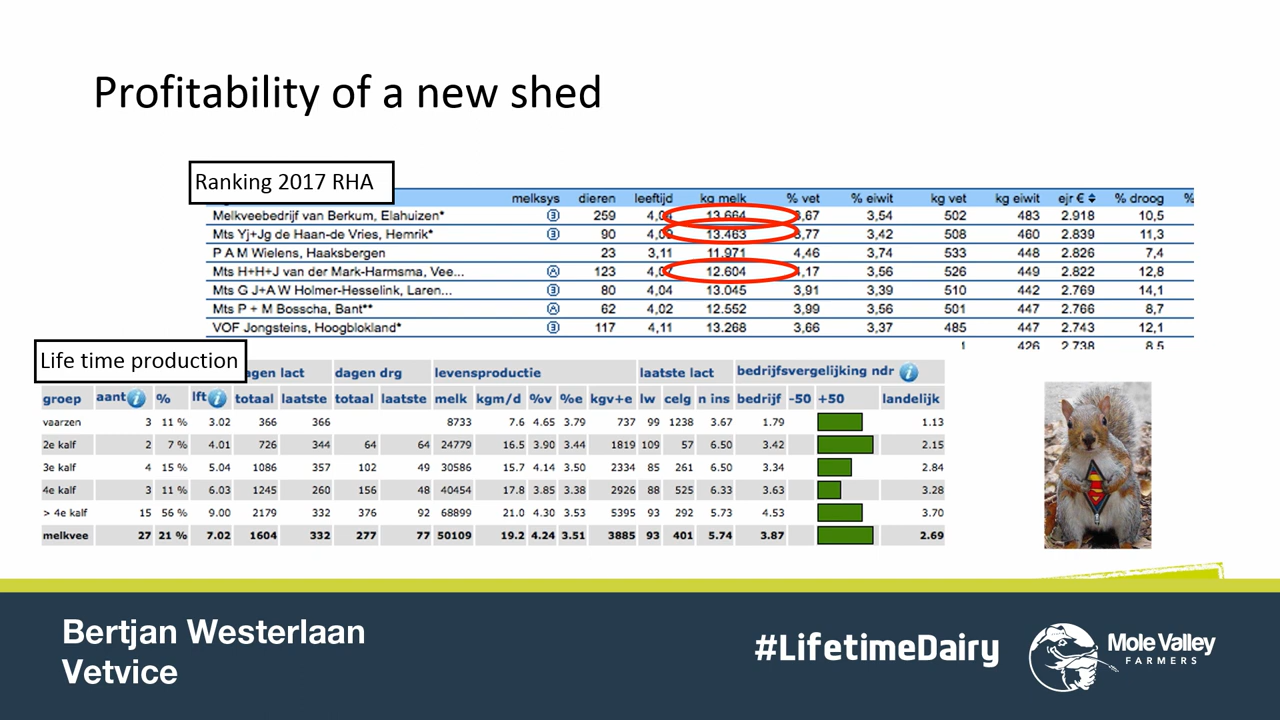 Profitability of a new shed
Ranking 2017 RHA
melksys dieren leeftijd kg melk % vet % eiwit kg vet kg eiwit ejr € % droog %
Melkveebedrijf van Berkum, Elahuizen* 259 13.664 3,67 3,54 502 483 2.918 10,5
Mts Yj+Jg de Haan-de Vries, Hemrik* 90 13.463 3,77 3,42 508 460 2.839 11,3
P A M Wielens, Haaksbergen 23 3,11 11.971 4,46 3,74 533 448 2.826 7,4
Mts H+H+J van der Mark-Harmsma, Vee... 123 12.604 4,17 3,56 526 449 2.822 12,8
Mts G J+A W Holmer-Hesselink, Laren... 80 4,04 13.045 3,91 3,39 510 442 2.769 14,1
Mts P + M Bosscha, Bant** 62 4,02 12.552 3,99 3,56 501 447 2.766 8,7
VOF Jongsteins, Hoogblokland* 117 4,11 13.268 3,66 3,37 485 447 2.743 12,1
426 2.738 8,5
Life time production
dagen lact dagen drg levensproductie laatste lact bedrijfsvergelijking ndr
groep aant % lft totaal laatste totaal laatste melk kgm/d %v %e kgv+e lw celg n ins bedrijf -50 +50 landelijk
vaarzen 3 11 % 3.02 366 366 8733 7.6 4.65 3.79 737 99 1238 3.67 1.79 1.13
2e kalf 2 7 % 4.01 726 344 64 64 24779 16.5 3.90 3.44 1819 109 57 6.50 3.42 2.15
3e kalf 4 15 % 5.04 1086 357 102 49 30586 15.7 4.14 3.50 2334 85 261 6.50 3.34 2.84
4e kalf 3 11 % 6.03 1245 260 156 48 40454 17.8 3.85 3.38 2926 88 525 6.33 3.63 3.28
> 4e kalf 15 56 % 9.00 2179 332 376 92 68899 21.0 4.30 3.53 5395 93 292 5.73 4.53 3.70
melkvee 27 21 % 7.02 1604 332 277 77 50109 19.2 4.24 3.51 3885 93 401 5.74 3.87 2.69
Bertjan Westerlaan
Vetvice
#LifetimeDairy
Mole Valley
FARMERS